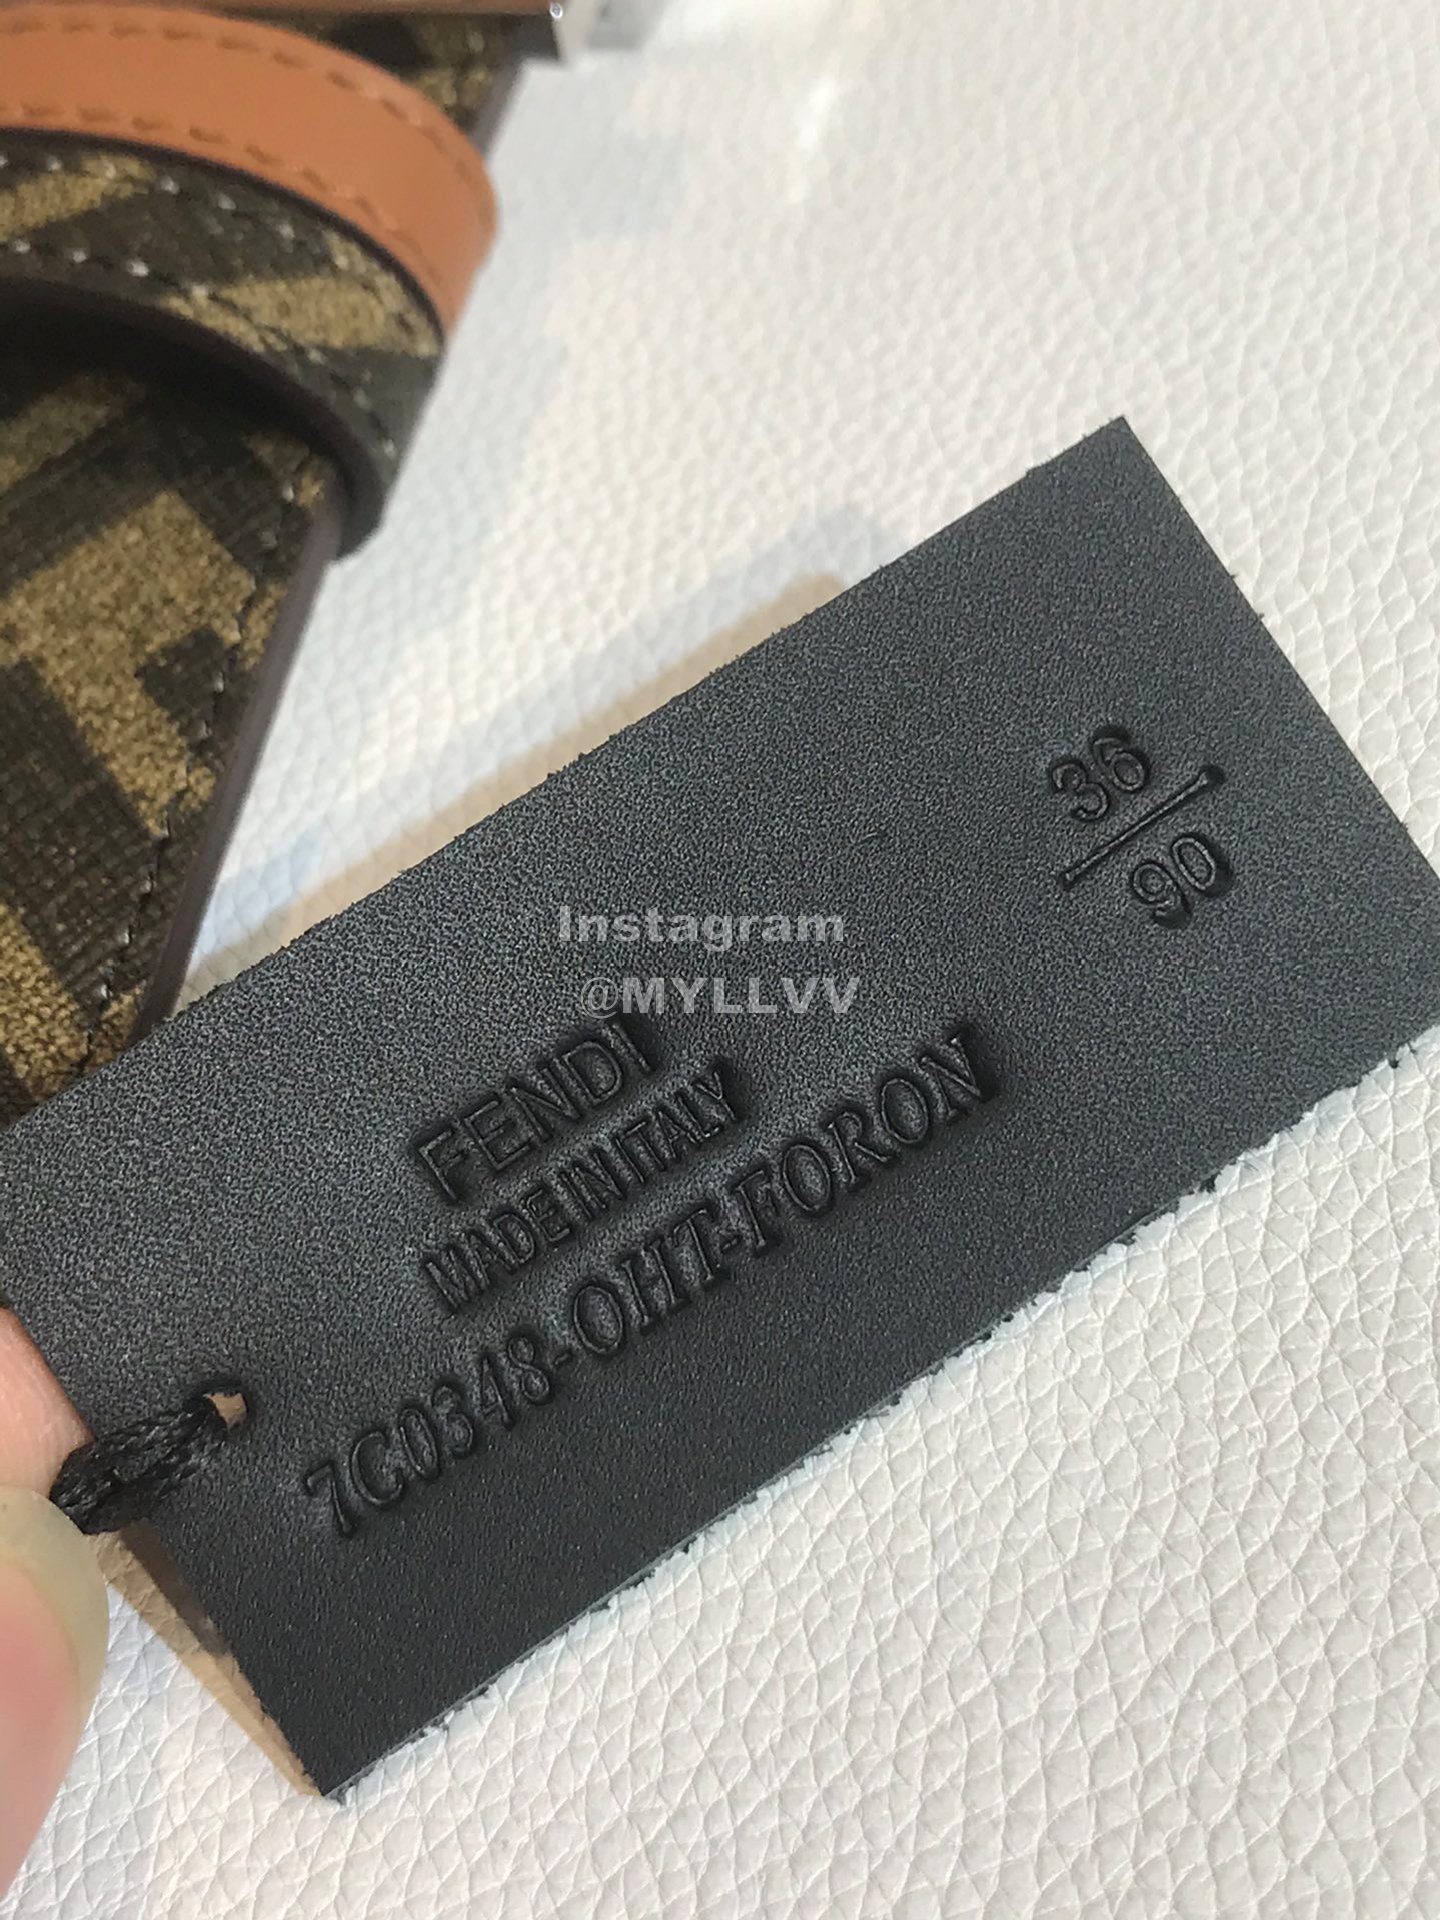 36
90
Instagram
@MYLLVV
FENDI
MADE IN ITALY
7C0348-OHT-FORON